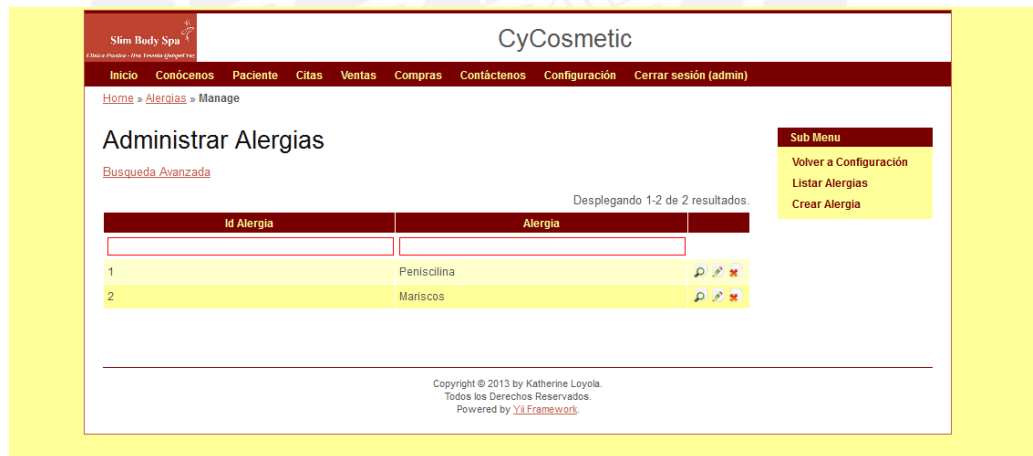 Slim Body Spa
CyCosmetic
Inicio Conócenos Paciente Citas Ventas Compras Contáctenos Configuración Cerrar sesión (admin)
Home » Alergias » Manage
Administrar Alergias
Busqueda Avanzada
Desplegando 1-2 de 2 resultados.
Id Alergia Alergia
1 Peniscilina
2 Mariscos
Sub Menu
Volver a Configuración
Listar Alergias
Crear Alergia
Copyright © 2013 by Katherine Loyola.
Todos los Derechos Reservados.
Powered by Yii Framework.